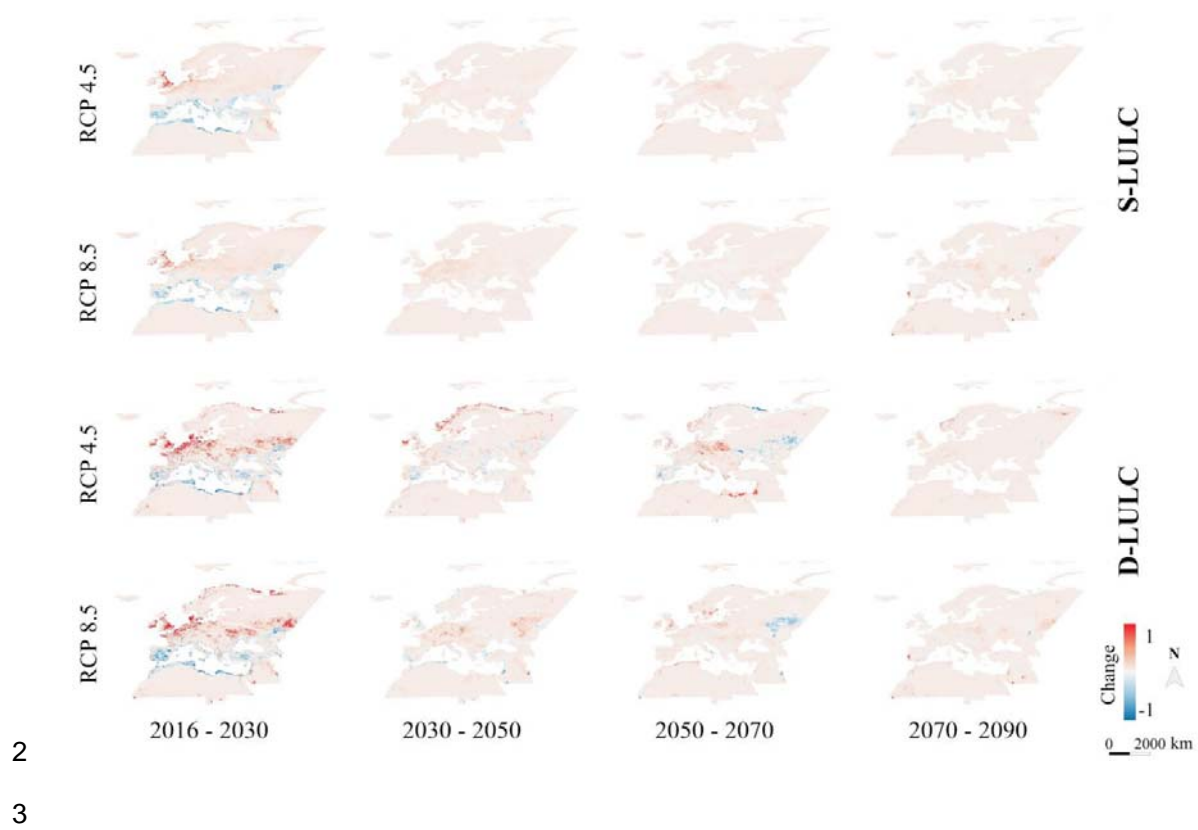 RCP 4.5
S-LULC
RCP 8.5
RCP 4.5
D-LULC
RCP 8.5
Change
1
-1
N
2016 - 2030
2030 - 2050
2050 - 2070
2070 - 2090
0 2000 km
2
3